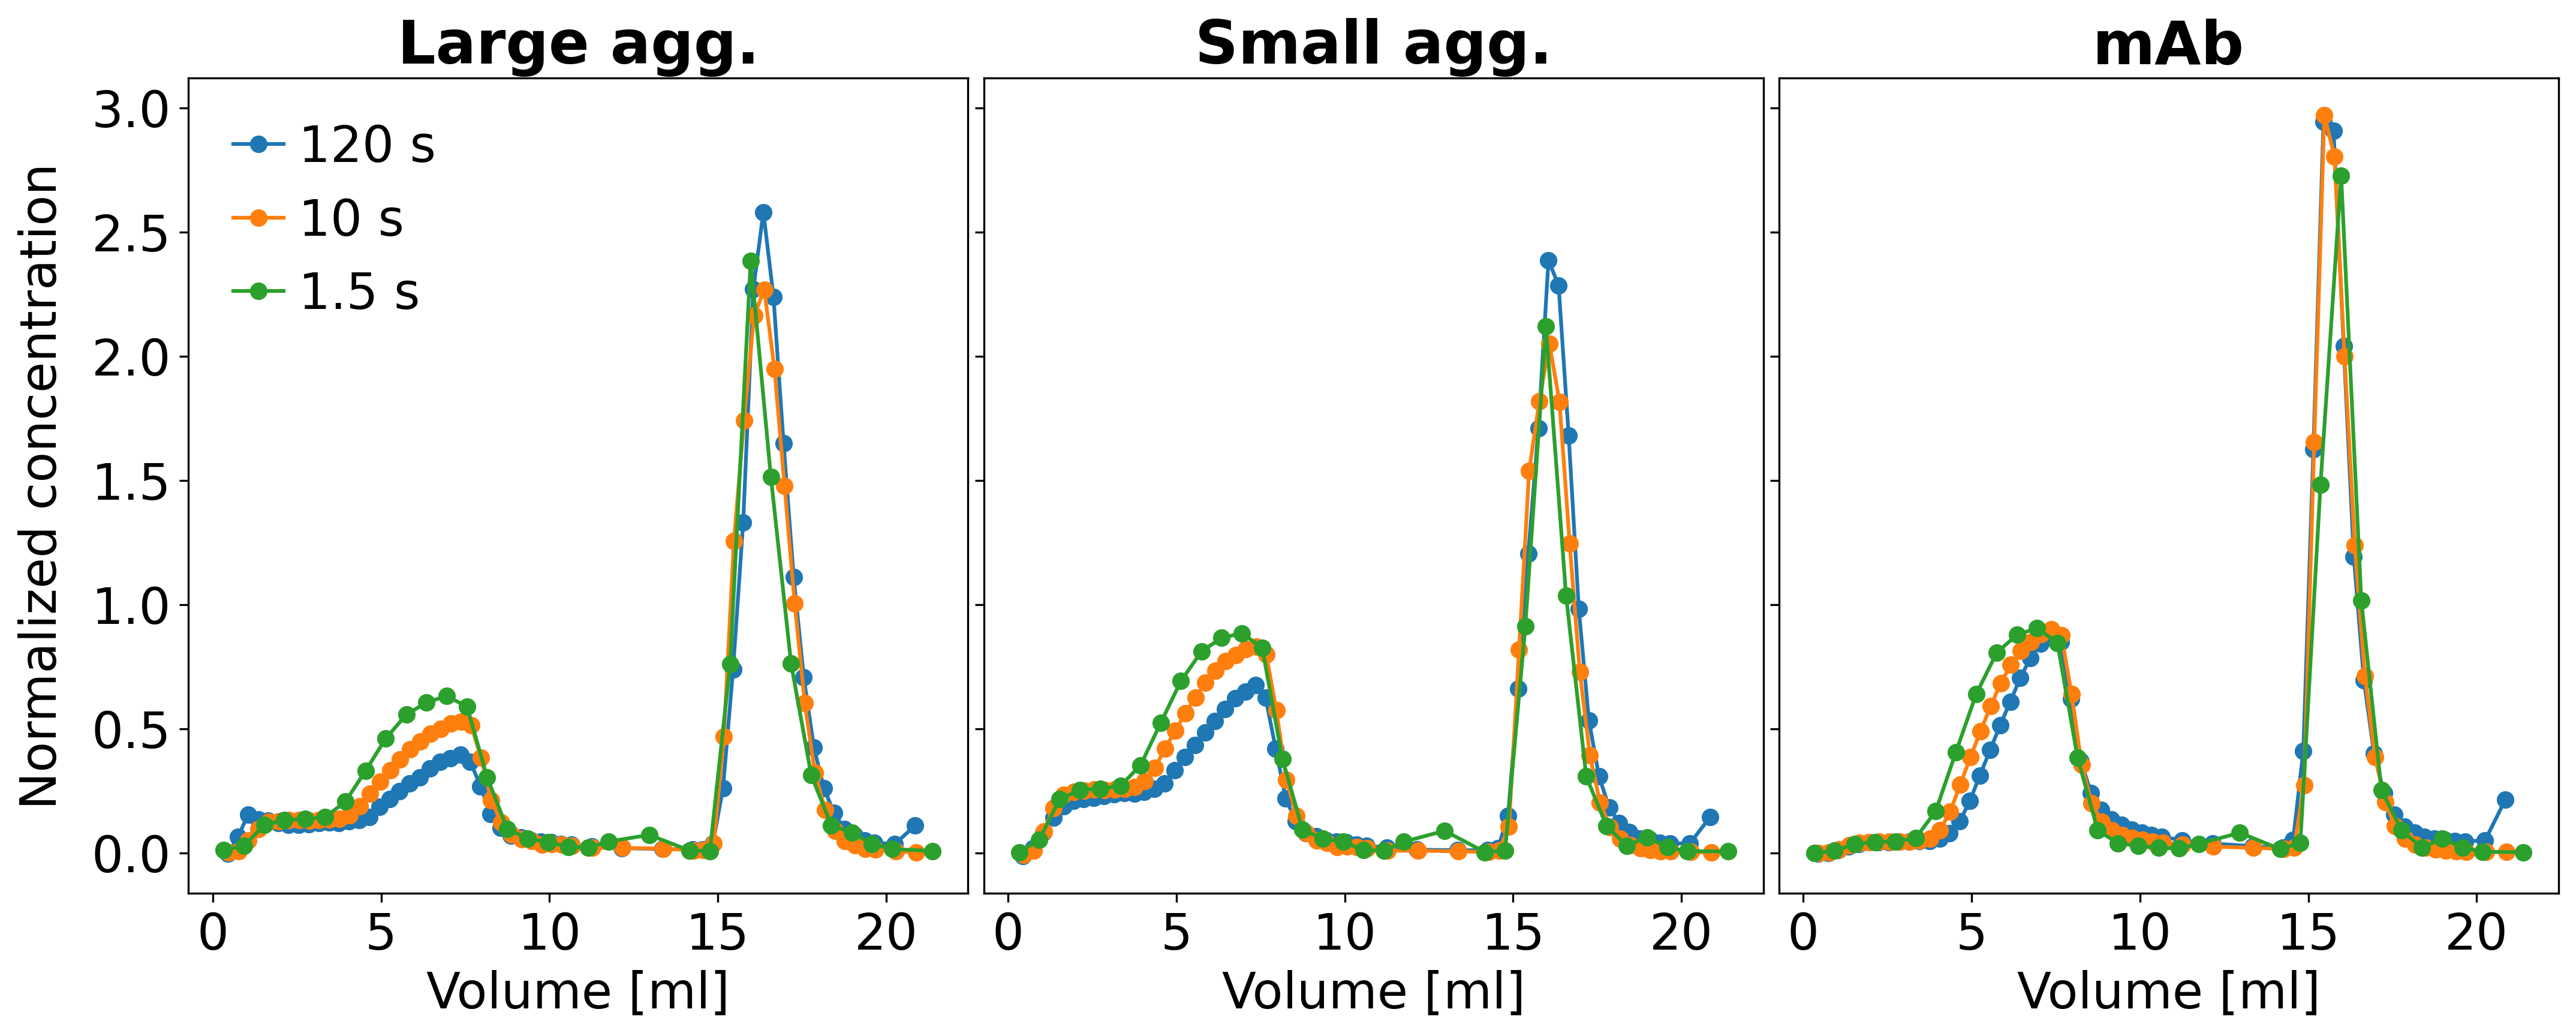 Large agg. Small agg. mAb
Normalized concentration
3.0
2.5
2.0
1.5
1.0
0.5
0.0
120 s
10 s
1.5 s
0 5 10 15 20 0 5 10 15 20 0 5 10 15 20
Volume [ml] Volume [ml] Volume [ml]